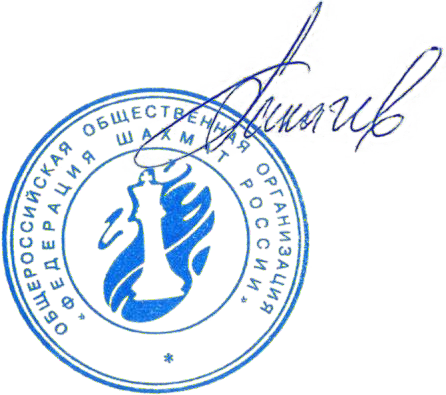 ОБЩЕРОССИЙСКАЯ ОБЩЕСТВЕННАЯ ОРГАНИЗАЦИЯ
"ФЕДЕРАЦИЯ ШАХМАТ РОССИИ"
*